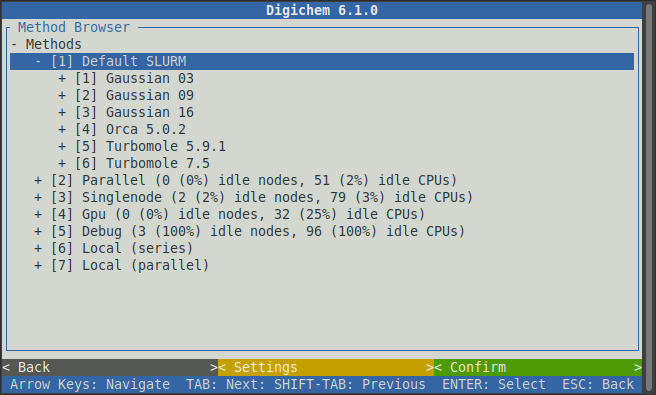 Digichem 6.1.0
Method Browser
- Methods
- [1] Default SLURM
+ [1] Gaussian 03
+ [2] Gaussian 09
+ [3] Gaussian 16
+ [4] Orca 5.0.2
+ [5] Turbomole 5.9.1
+ [6] Turbomole 7.5
+ [2] Parallel (0 (0%) idle nodes, 51 (2%) idle CPUs)
+ [3] Singlenode (2 (2%) idle nodes, 79 (3%) idle CPUs)
+ [4] Gpu (0 (0%) idle nodes, 32 (25%) idle CPUs)
+ [5] Debug (3 (100%) idle nodes, 96 (100%) idle CPUs)
+ [6] Local (series)
+ [7] Local (parallel)
< Back >< Settings >< Confirm >
Arrow Keys: Navigate TAB: Next: SHIFT-TAB: Previous ENTER: Select ESC: Back